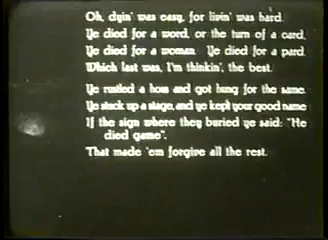 Oh, dyin' was easy, for livin' was hard.
Ye died for a word, or the turn of a card,
Ye died for a woman. Ye died for a pard.
Which last was, I'm thinkin', the best.
Ye rustled a hoss and got hung for the same.
Ye stuck up a stage, and ye kept your good name
If the sign where they buried ye said: "He
died game".
That made 'em forgive all the rest.